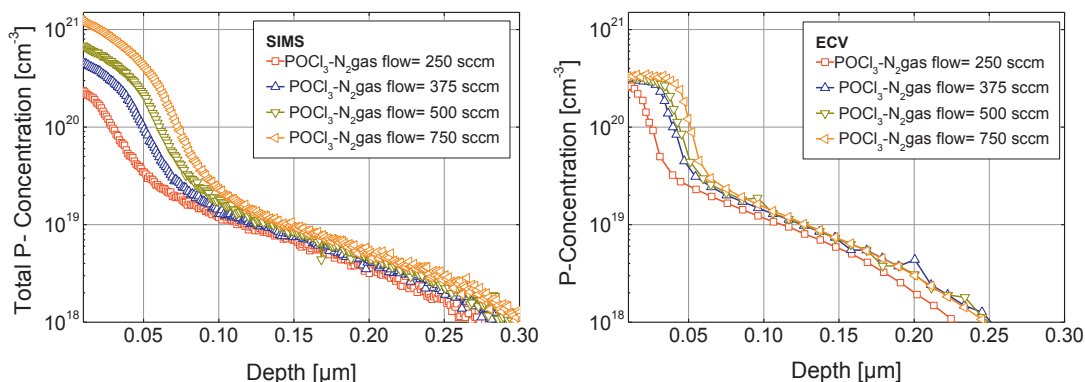 SIMS
POCl3-N2gas flow= 250 sccm
POCl3-N2gas flow= 375 sccm
POCl3-N2gas flow= 500 sccm
POCl3-N2gas flow= 750 sccm
Total P- Concentration [cm-3]
10^21
10^20
10^19
10^18
0.05 0.10 0.15 0.20 0.25 0.30
Depth [µm]
ECV
POCl3-N2gas flow= 250 sccm
POCl3-N2gas flow= 375 sccm
POCl3-N2gas flow= 500 sccm
POCl3-N2gas flow= 750 sccm
P-Concentration [cm-3]
10^21
10^20
10^19
10^18
0.05 0.10 0.15 0.20 0.25 0.30
Depth [µm]